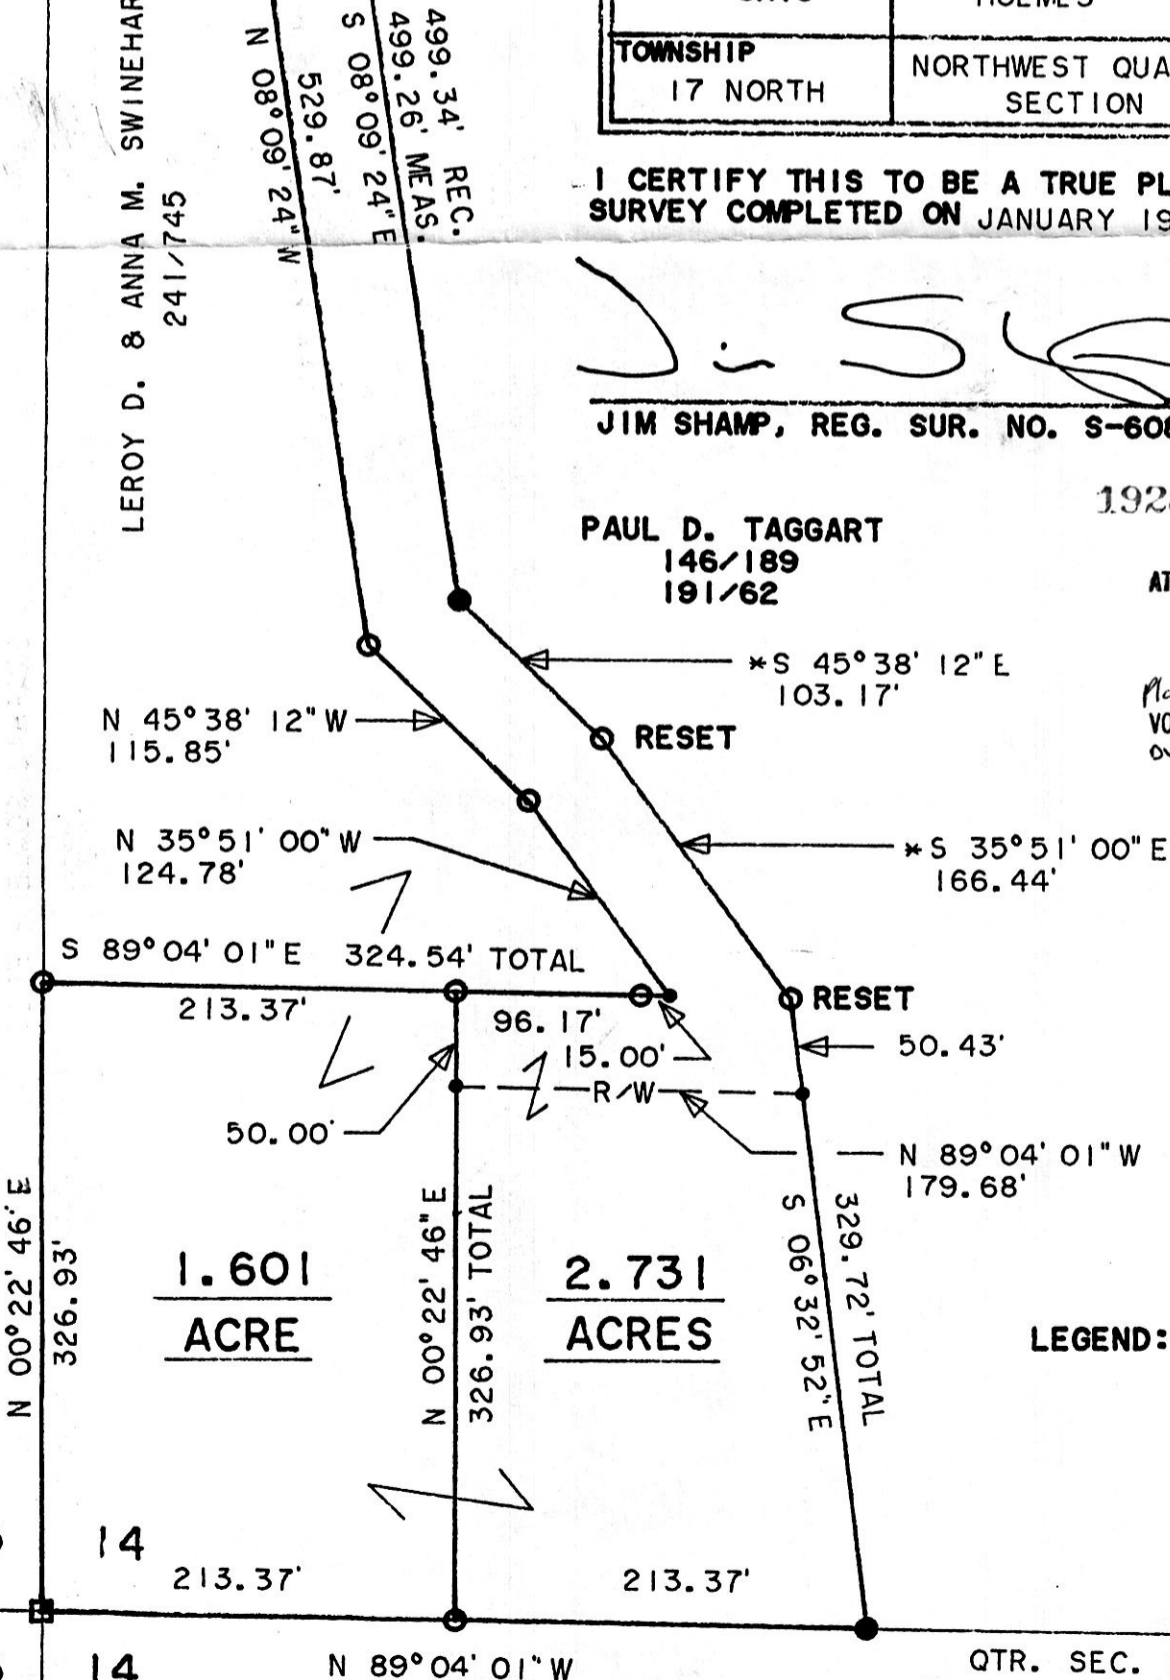 HOLMES
TOWNSHIP
17 NORTH
NORTHWEST QUA
SECTION
I CERTIFY THIS TO BE A TRUE PL
SURVEY COMPLETED ON JANUARY 19
JIM SHAMP, REG. SUR. NO. S-608
LEROY D. & ANNA M. SWINEHAR
241/745
N 08°09'24"W
529.87'
S 08°09'24"E
499.26' MEAS.
499.34' REC.
192
PAUL D. TAGGART
146/189
191/62
AT
*S 45°38'12"E
103.17'
Pla
VO
N 45°38'12"W
115.85'
RESET
N 35°51'00"W
124.78'
*S 35°51'00"E
166.44'
S 89°04'01"E 324.54' TOTAL
213.37'
96.17'
15.00'
RESET
50.43'
R/W
50.00'
N 89°04'01"W
179.68'
N 00°22'46"E
326.93'
1.601
ACRE
N 00°22'46"E
326.93' TOTAL
2.731
ACRES
S 06°32'52"E
329.72' TOTAL
LEGEND:
14
213.37'
213.37'
14
N 89°04'01"W
QTR. SEC.